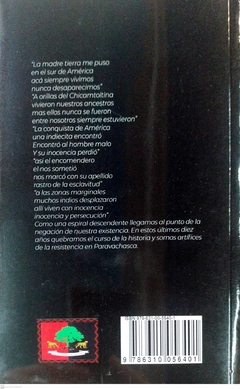 "La madre tierra me puso
en el sur de América
acá siempre vivimos
nunca desaparecimos"
"A orillas del Chicamtoltina
vivieron nuestros ancestros
mas ellas nunca se fueron
entre nosotros siempre estuvieron"
"La conquista de América
una indiecita encontró
Encontró al hombre malo
Y su inocencia perdió"
"así el encomendero
el nos sometió
nos marcó con su apellido
rastro de la esclavitud"
"a las zonas marginales
muchos indios desplazaron
allí viven con inocencia
inocencia y persecución"
Como una espiral descendente llegamos al punto de la
negación de nuestra existencia. En estos últimos diez
años quebramos el curso de la historia y somos artífices
de la resistencia en Paravachasca.
9 786310 056401